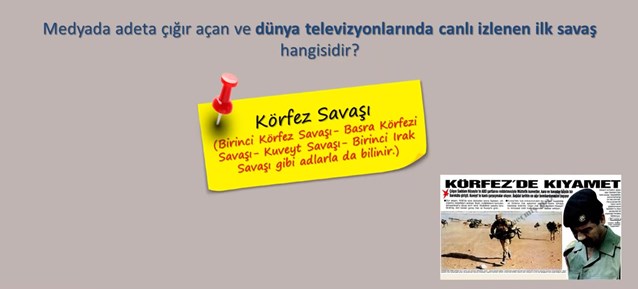 Medyada adeta çığır açan ve dünya televizyonlarında canlı izlenen ilk savaş
hangisidir?
Körfez Savaşı
(Birinci Körfez Savaşı- Basra Körfezi
Savaşı- Kuveyt Savaşı- Birinci Irak
Savaşı gibi adlarla da bilinir.)
KÖRFEZ'DE KIYAMET